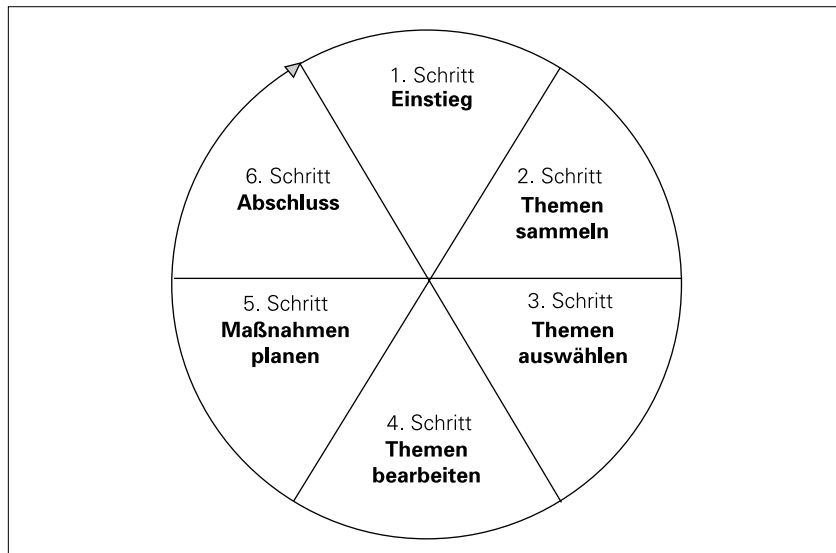 1. Schritt
Einstieg
2. Schritt
Themen
sammeln
3. Schritt
Themen
auswählen
4. Schritt
Themen
bearbeiten
5. Schritt
Maßnahmen
planen
6. Schritt
Abschluss